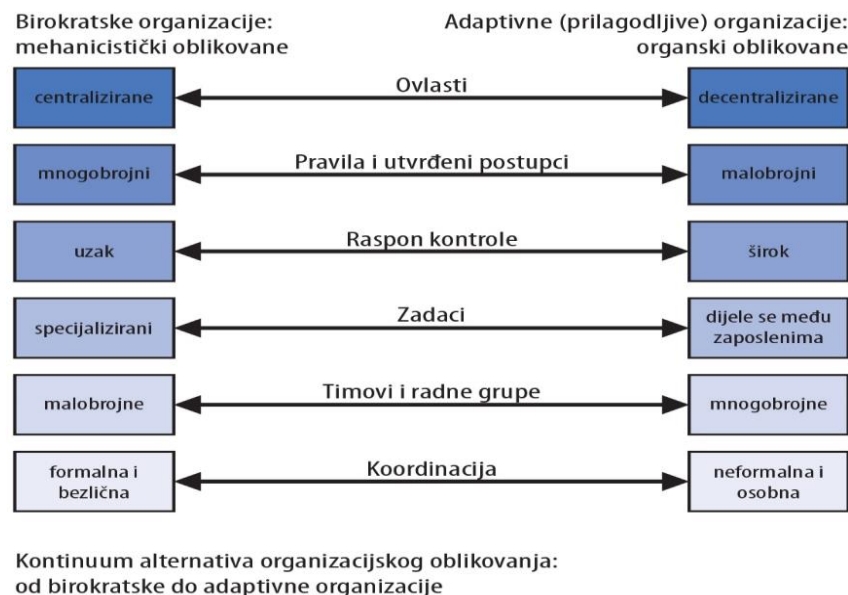 Birokratske organizacije:
mehanicistički oblikovane
Adaptivne (prilagodljive) organizacije:
organski oblikovane
centralizirane
Ovlasti
decentralizirane
mnogobrojni
Pravila i utvrđeni postupci
malobrojni
uzak
Raspon kontrole
širok
specijalizirani
Zadaci
dijele se među
zaposlenima
malobrojne
Timovi i radne grupe
mnogobrojne
formalna i
bezlična
Koordinacija
neformalna i
osobna
Kontinuum alternativa organizacijskog oblikovanja:
od birokratske do adaptivne organizacije